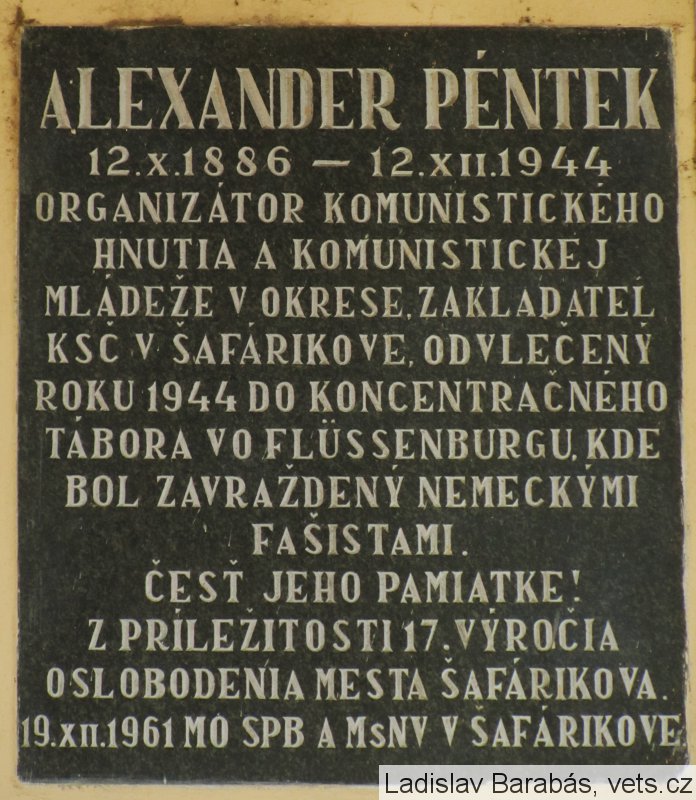 ALEXANDER PÉNTEK
12.X.1886 — 12.XII.1944
ORGANIZÁTOR KOMUNISTICKÉHO
HNUTIA A KOMUNISTICKEJ
MLÁDEŽE V OKRESE, ZAKLADATEĽ
KSČ V ŠAFÁRIKOVE, ODVLEČENÝ
ROKU 1944 DO KONCENTRAČNÉHO
TÁBORA VO FLÜSSENBURGU, KDE
BOL ZAVRAŽDENÝ NEMECKÝMI
FAŠISTAMI.
ČESŤ JEHO PAMIATKE!
Z PRÍLEŽITOSTI 17. VÝROČIA
OSLOBODENIA MESTA ŠAFÁRIKOVA.
19.XII.1961 MO SPB A MsNV V ŠAFÁRIKOVE
Ladislav Barabás, vets.cz